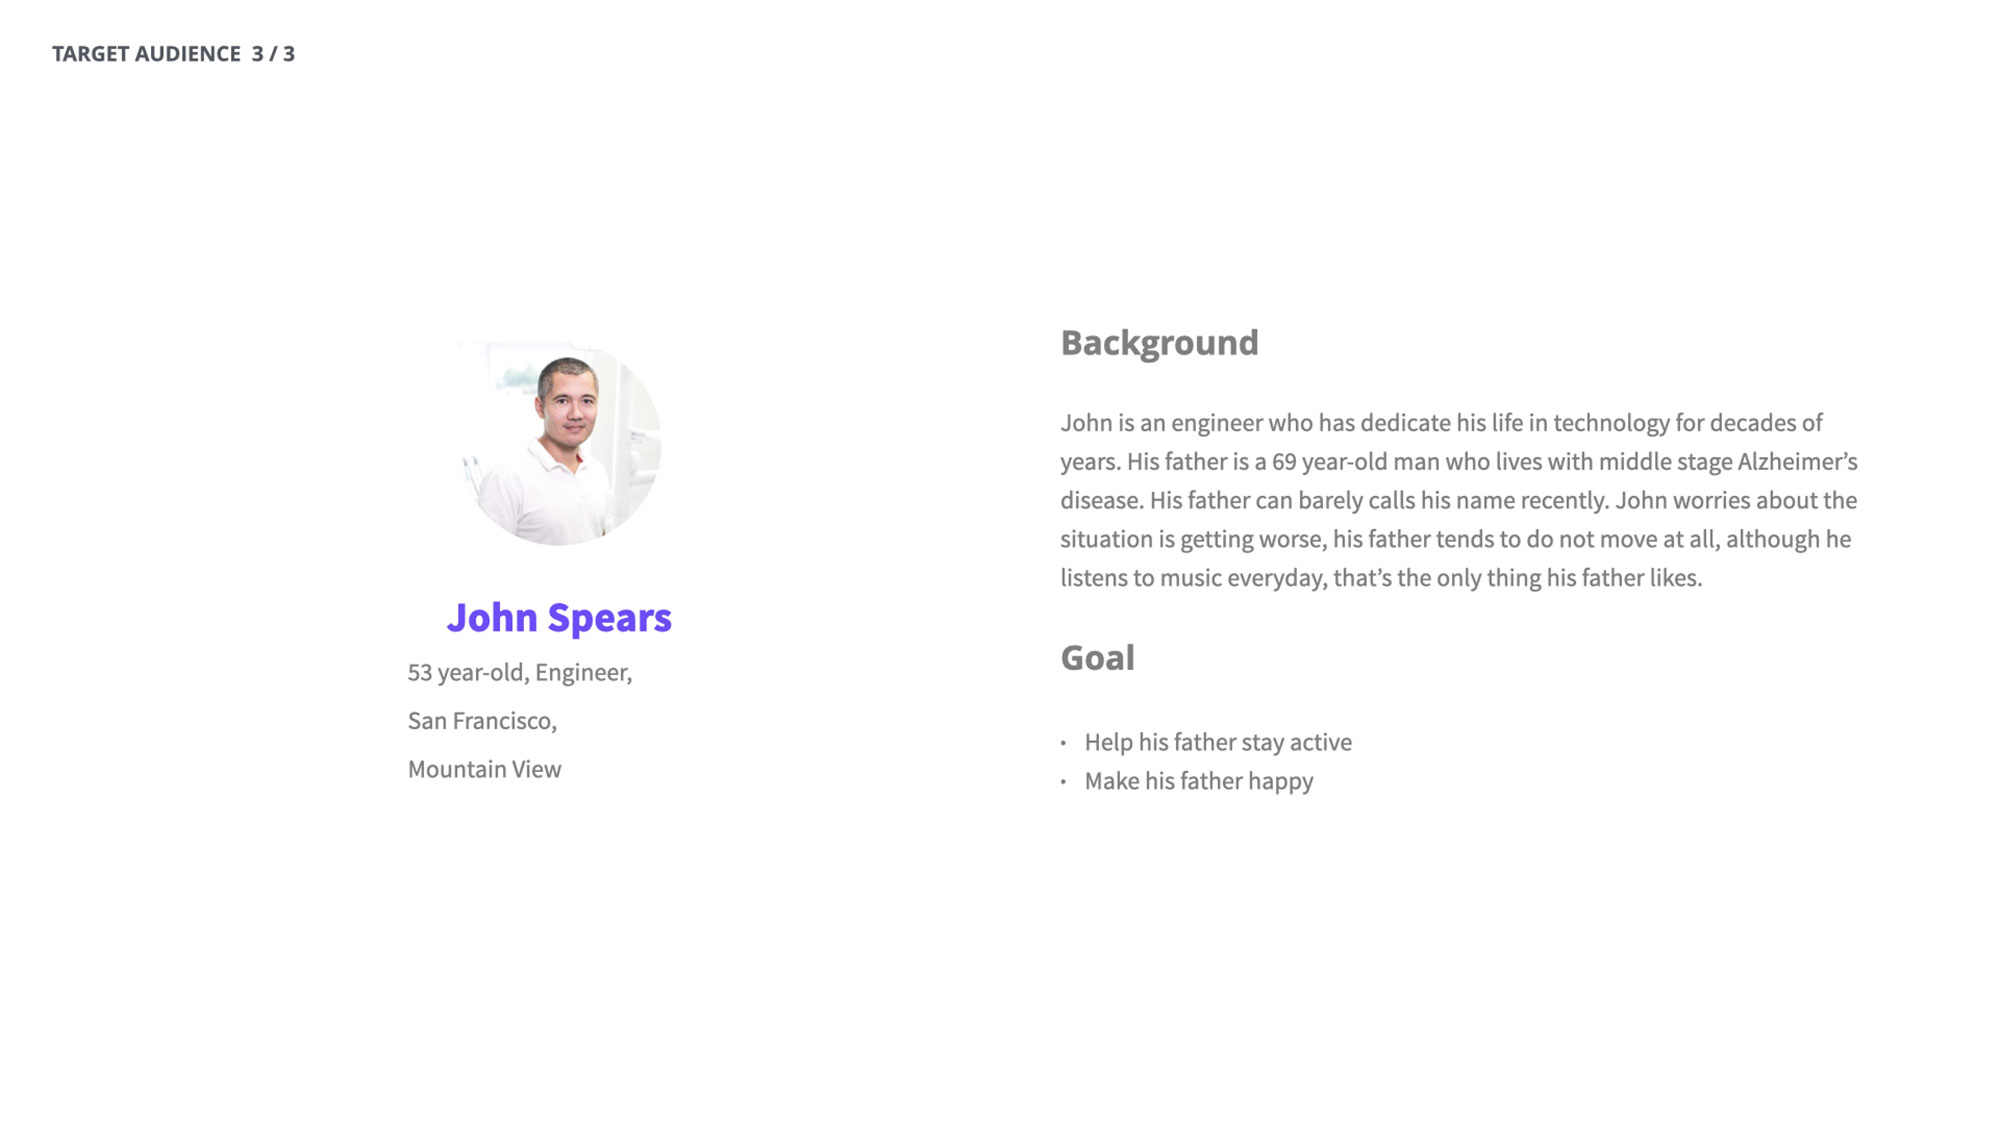 TARGET AUDIENCE 3 / 3
John Spears
53 year-old, Engineer,
San Francisco,
Mountain View
Background
John is an engineer who has dedicate his life in technology for decades of
years. His father is a 69 year-old man who lives with middle stage Alzheimer’s
disease. His father can barely calls his name recently. John worries about the
situation is getting worse, his father tends to do not move at all, although he
listens to music everyday, that’s the only thing his father likes.
Goal
• Help his father stay active
• Make his father happy